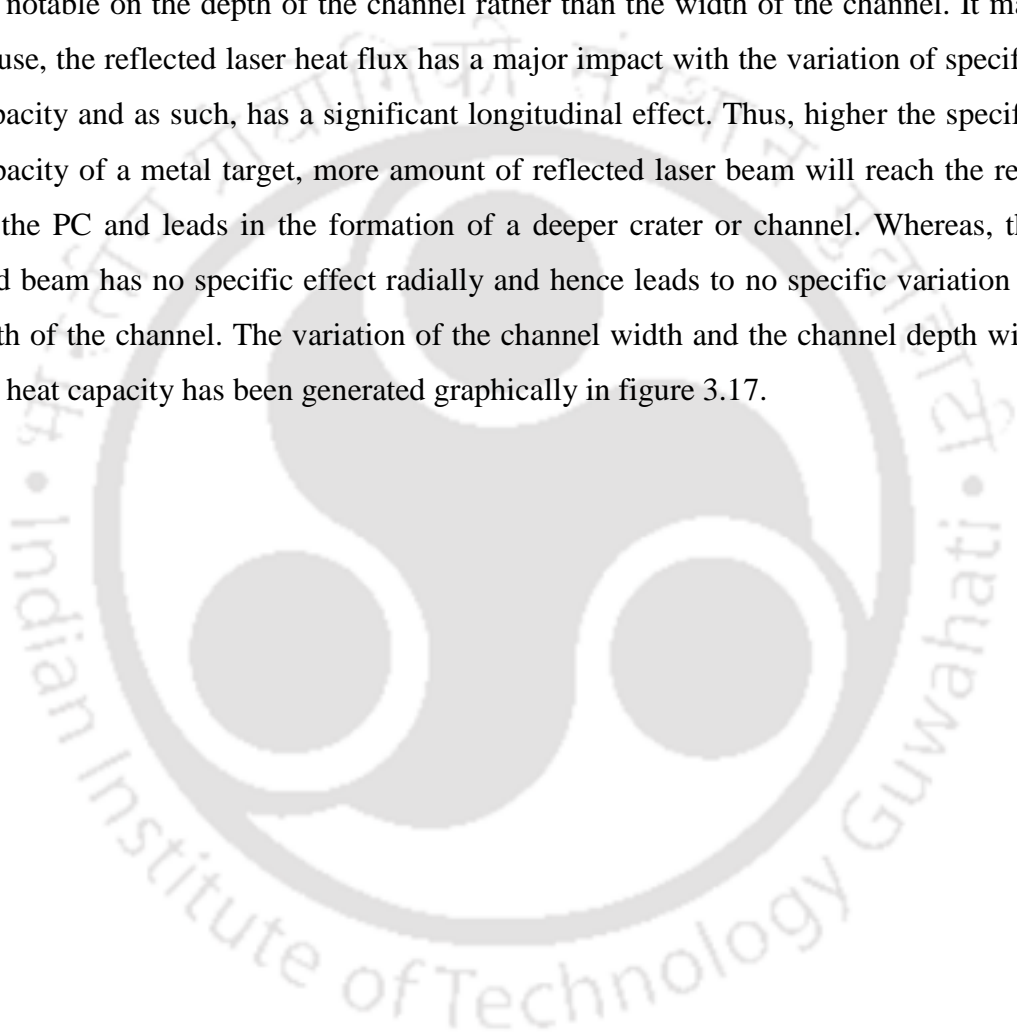 notable on the depth of the channel rather than the width of the channel. It ma
use, the reflected laser heat flux has a major impact with the variation of specif
pacity and as such, has a significant longitudinal effect. Thus, higher the specif
pacity of a metal target, more amount of reflected laser beam will reach the re
the PC and leads in the formation of a deeper crater or channel. Whereas, th
d beam has no specific effect radially and hence leads to no specific variation
th of the channel. The variation of the channel width and the channel depth wi
heat capacity has been generated graphically in figure 3.17.
Indian Institute of Technology Guwahati